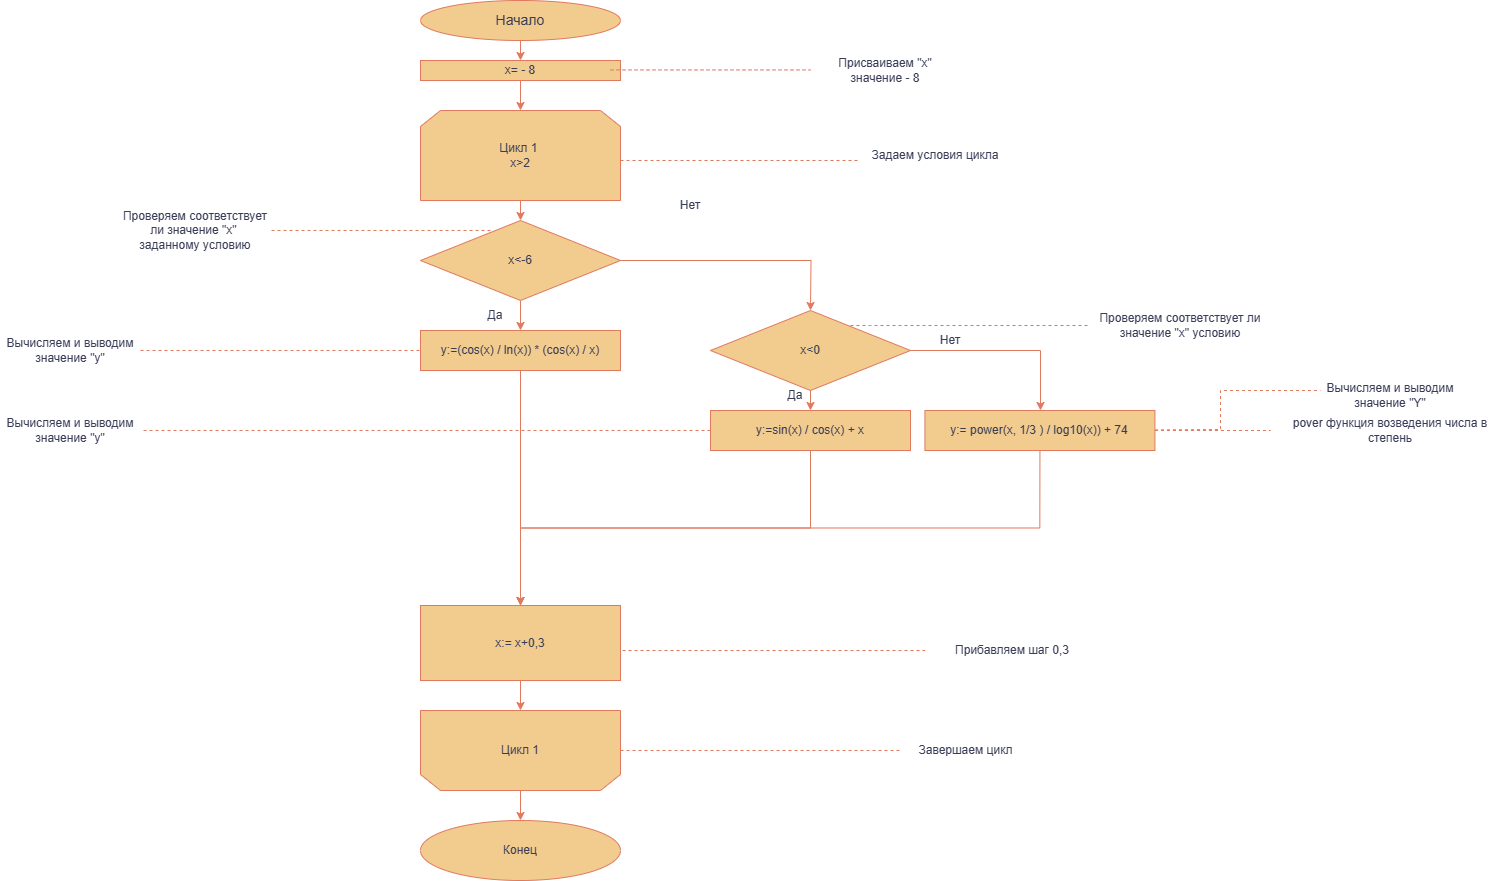 Начало
x= - 8
Присваиваем "x"
значение - 8
Цикл 1
x>2
Задаем условия цикла
Нет
Проверяем соответствует
ли значение "x"
заданному условию
x<-6
Да
Проверяем соответствует ли
значение "x" условию
Вычисляем и выводим
значение "y"
y:=(cos(x) / ln(x)) * (cos(x) / x)
x<0
Нет
Да
Вычисляем и выводим
значение "Y"
Вычисляем и выводим
значение "y"
y:=sin(x) / cos(x) + x
y:= power(x, 1/3 ) / log10(x)) + 74
pover функция возведения числа в
степень
x:= x+0,3
Прибавляем шаг 0,3
Цикл 1
Завершаем цикл
Конец